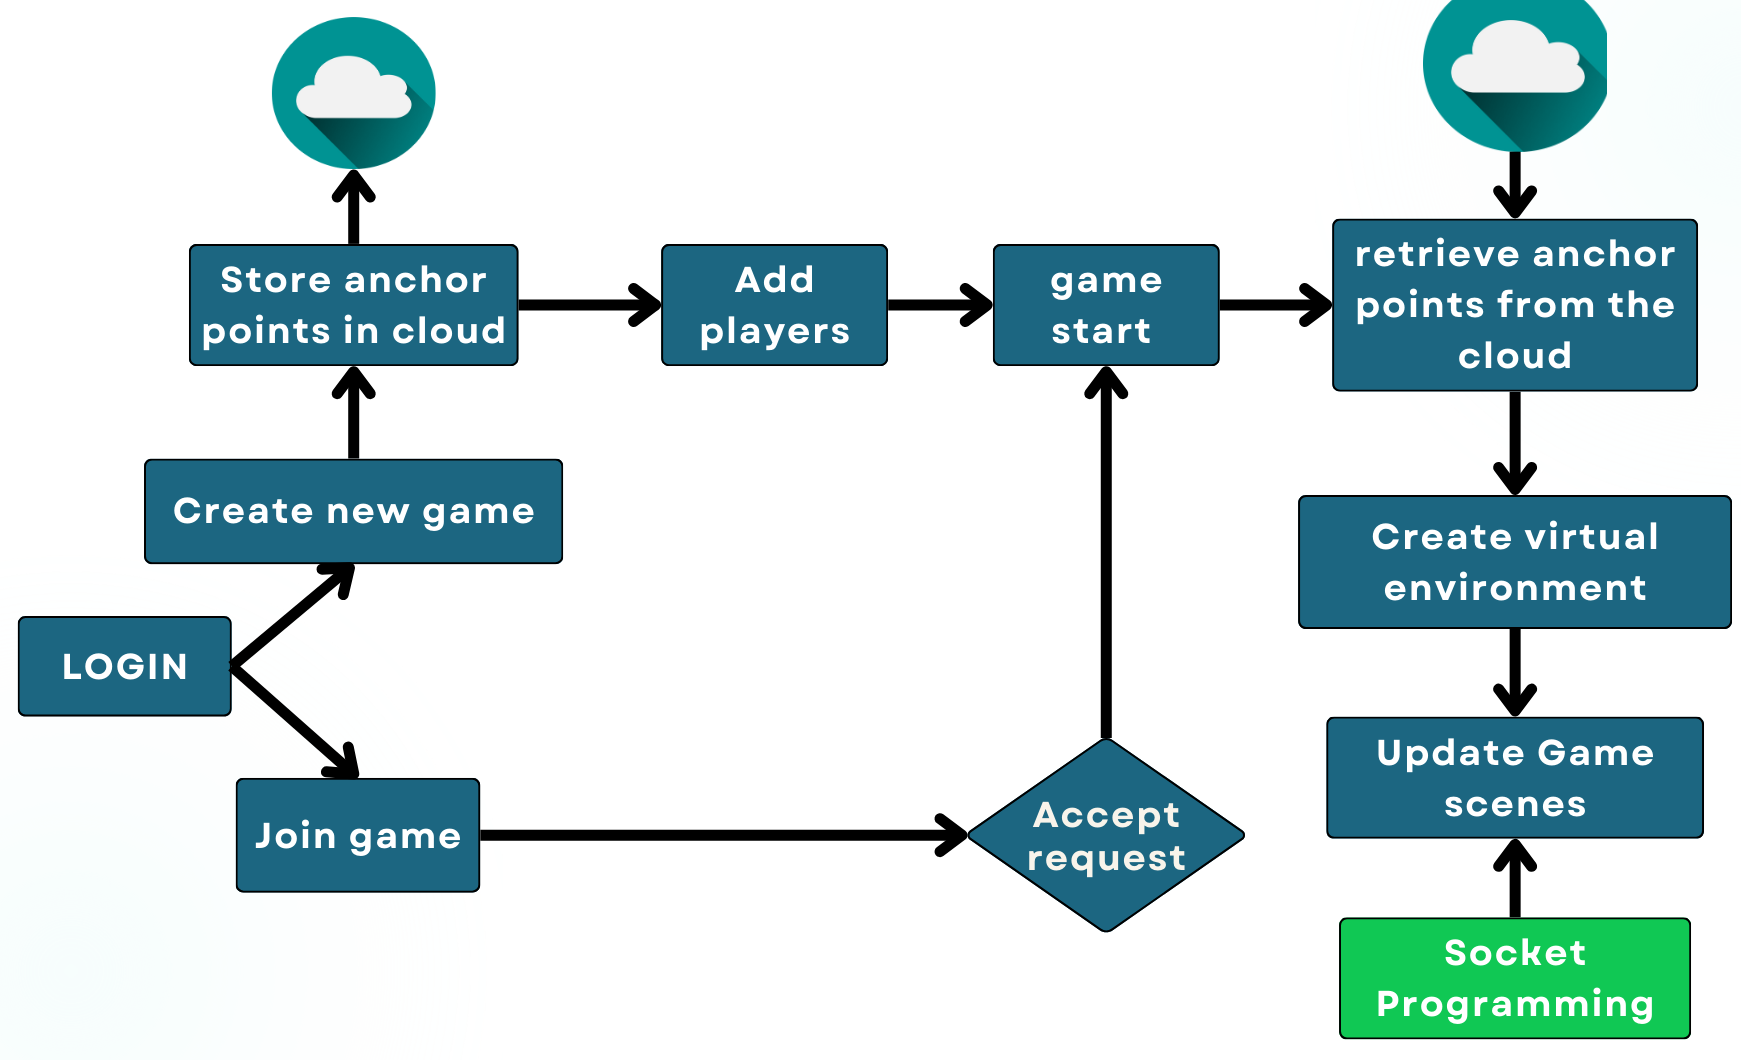 Store anchor
points in cloud
Add
players
game
start
retrieve anchor
points from the
cloud
Create new game
Create virtual
environment
LOGIN
Update Game
scenes
Join game
Accept
request
Socket
Programming